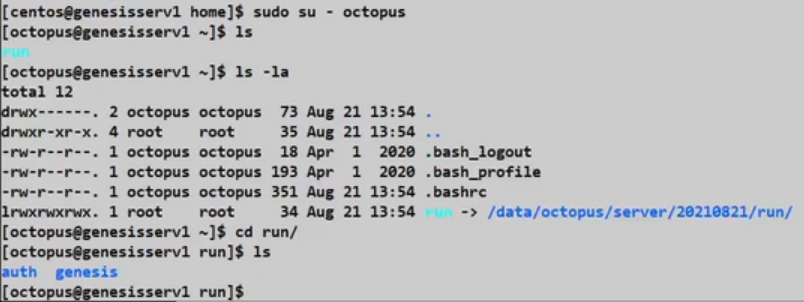 [centos@genesisserv1 home]$ sudo su - octopus
[octopus@genesisserv1 ~]$ ls
run
[octopus@genesisserv1 ~]$ ls -la
total 12
drwx------. 2 octopus octopus  73 Aug 21 13:54 .
drwxr-xr-x. 4 root    root     35 Aug 21 13:54 ..
-rw-r--r--. 1 octopus octopus  18 Apr  1  2020 .bash_logout
-rw-r--r--. 1 octopus octopus 193 Apr  1  2020 .bash_profile
-rw-r--r--. 1 octopus octopus 351 Aug 21 13:54 .bashrc
lrwxrwxrwx. 1 root    root     34 Aug 21 13:54 run -> /data/octopus/server/20210821/run/
[octopus@genesisserv1 ~]$ cd run/
[octopus@genesisserv1 run]$ ls
auth  genesis
[octopus@genesisserv1 run]$